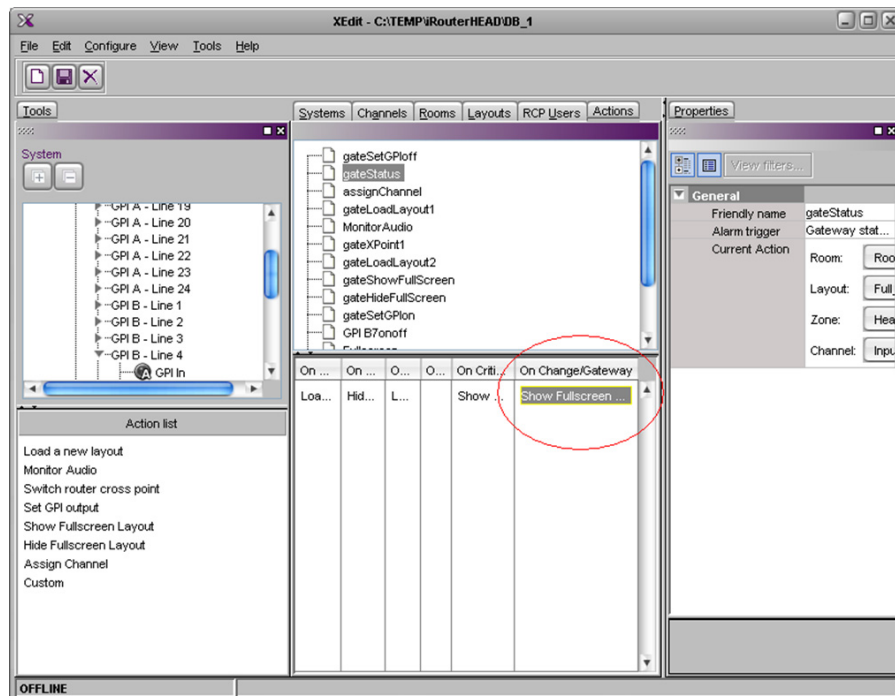 XEdit - C:\TEMP\iRouterHEAD\DB_1
File Edit Configure View Tools Help
Tools
System
GPI A - Line 19
GPI A - Line 20
GPI A - Line 21
GPI A - Line 22
GPI A - Line 23
GPI A - Line 24
GPI B - Line 1
GPI B - Line 2
GPI B - Line 3
GPI B - Line 4
A GPI In
Action list
Load a new layout
Monitor Audio
Switch router cross point
Set GPI output
Show Fullscreen Layout
Hide Fullscreen Layout
Assign Channel
Custom
Systems Channels Rooms Layouts RCP Users Actions
gateSetGPIoff
gateStatus
assignChannel
gateLoadLayout1
MonitorAudio
gateXPoint1
gateLoadLayout2
gateShowFullScreen
gateHideFullScreen
gateSetGPIon
GPI B7onoff
Fullscreen
On ... On ... O... O... On Criti... On Change/Gateway
Loa... Hid... L... Show ... Show Fullscreen ...
Properties
View filters...
General
Friendly name gateStatus
Alarm trigger Gateway stat...
Current Action
Room: Roo
Layout: Full_
Zone: Hea
Channel: Inpu
OFFLINE